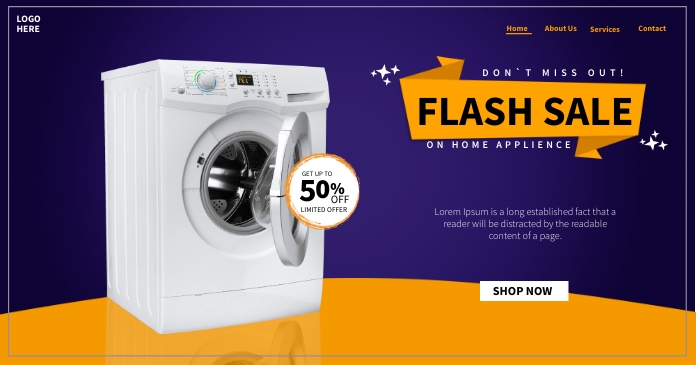 LOGO
HERE
Home About Us Services Contact
DON`T MISS OUT!
FLASH SALE
ON HOME APPLIENCE
GET UP TO
50%
OFF
LIMITED OFFER
Lorem Ipsum is a long established fact that a
reader will be distracted by the readable
content of a page.
SHOP NOW